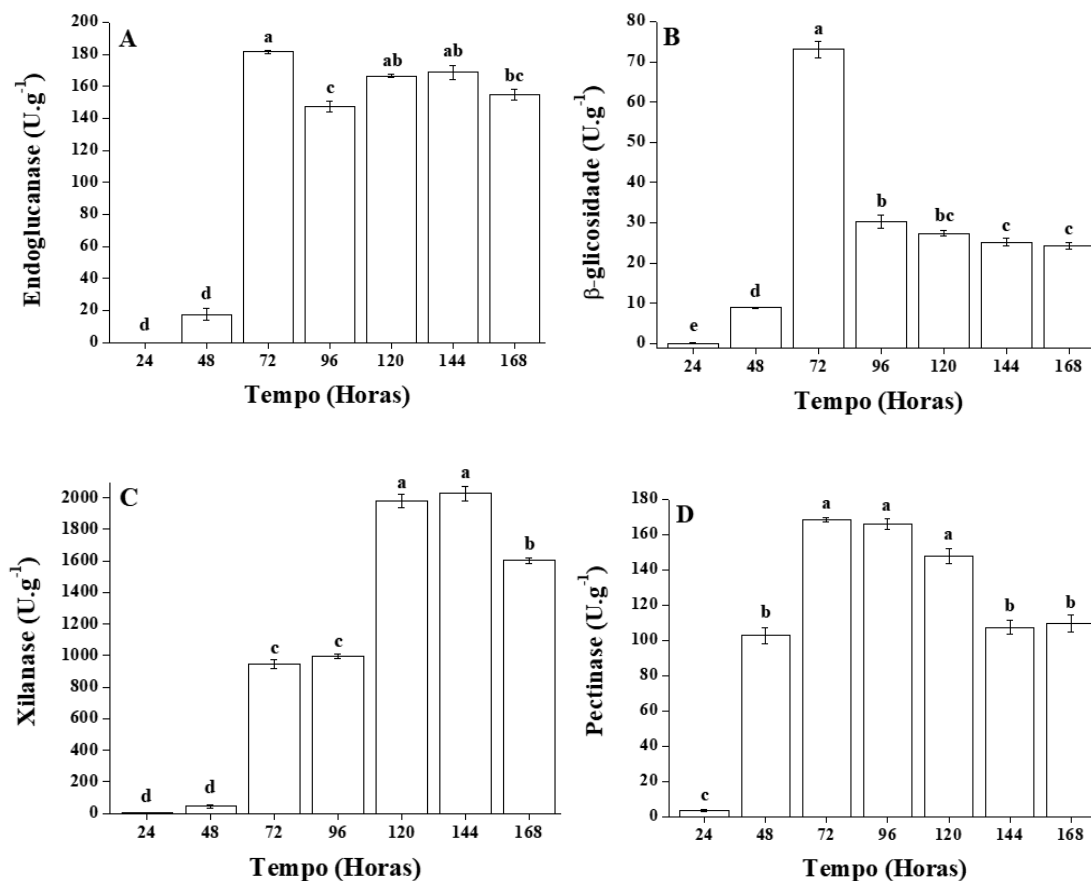 A
Endoglucanase (U.g⁻¹)
200
180
160
140
120
100
80
60
40
20
0
d
d
a
c
ab
ab
bc
24 48 72 96 120 144 168
Tempo (Horas)
B
β-glicosidade (U.g⁻¹)
80
70
60
50
40
30
20
10
0
e
d
a
b
bc
c
c
24 48 72 96 120 144 168
Tempo (Horas)
C
Xilanase (U.g⁻¹)
2000
1800
1600
1400
1200
1000
800
600
400
200
0
d
d
c
c
a
a
b
24 48 72 96 120 144 168
Tempo (Horas)
D
Pectinase (U.g⁻¹)
180
160
140
120
100
80
60
40
20
0
c
b
a
a
a
b
b
24 48 72 96 120 144 168
Tempo (Horas)